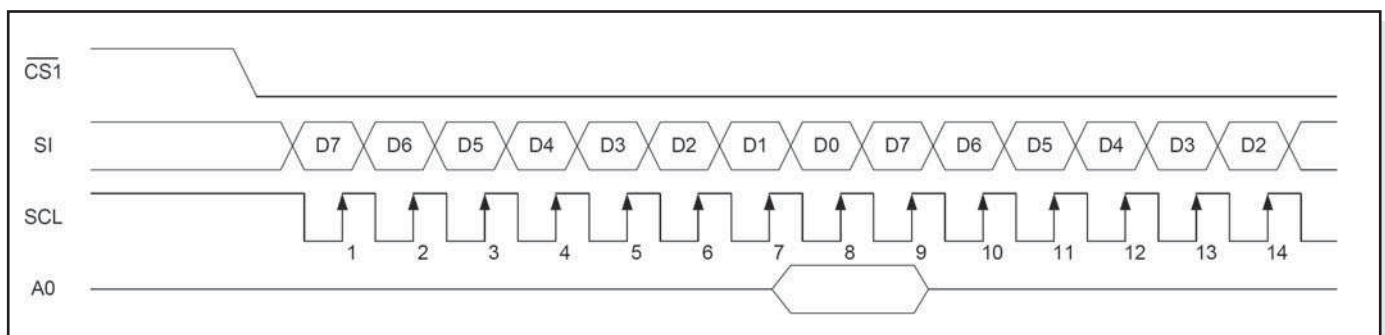 CS1
SI D7 D6 D5 D4 D3 D2 D1 D0 D7 D6 D5 D4 D3 D2
SCL
1 2 3 4 5 6 7 8 9 10 11 12 13 14
A0